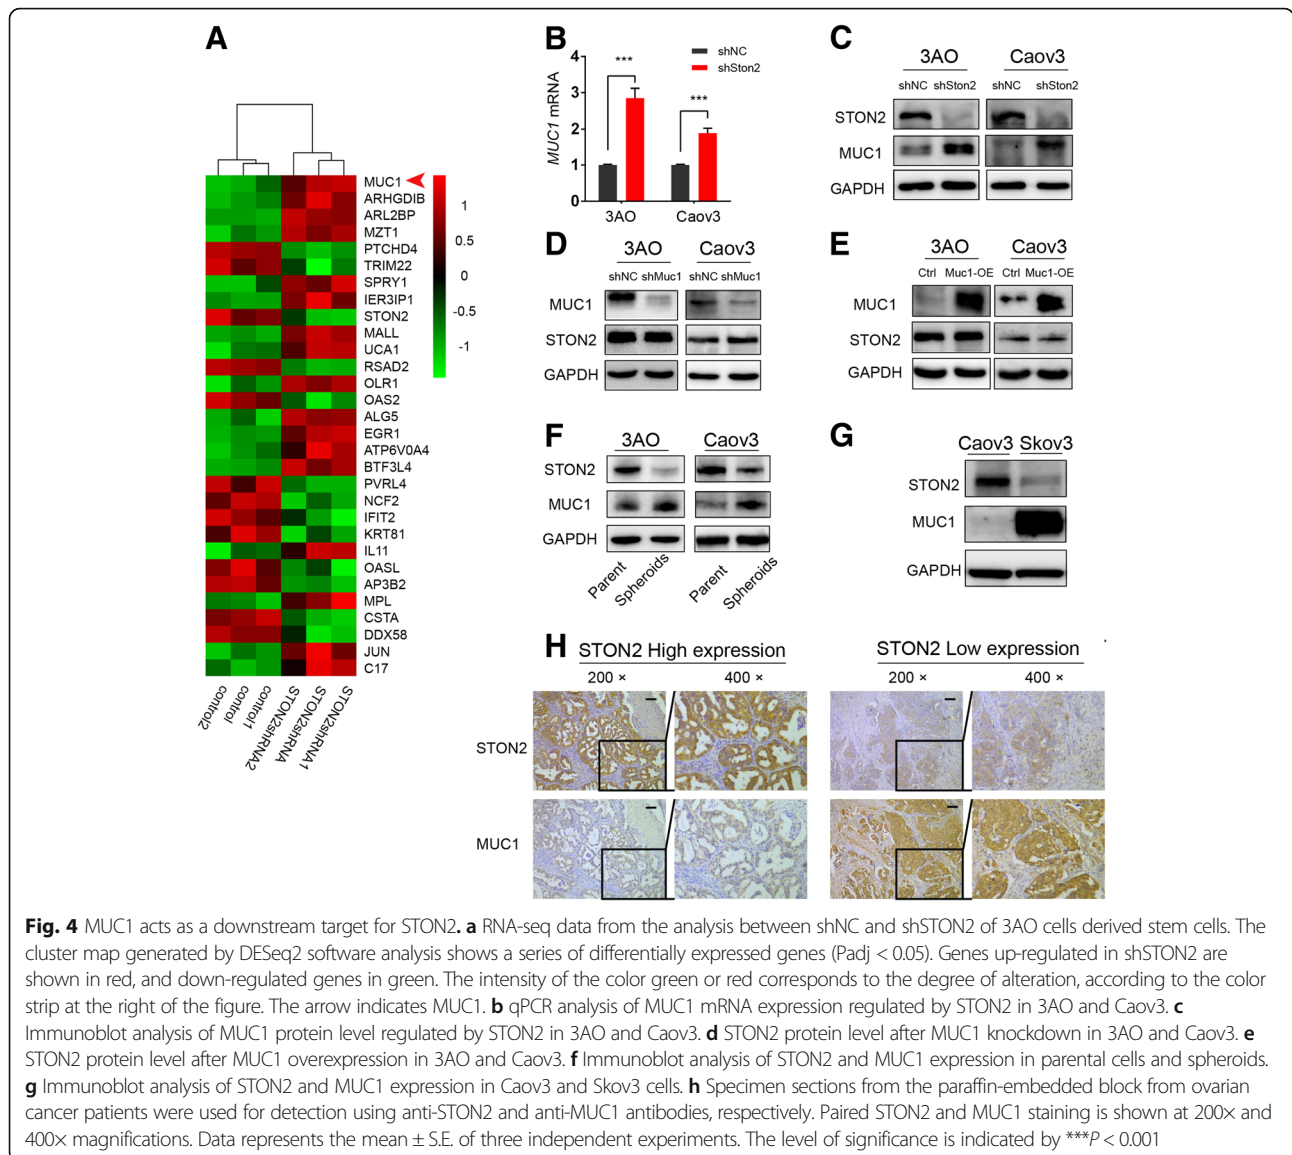 A
MUC1
ARHGDIB
ARL2BP
MZT1
PTCHD4
TRIM22
SPRY1
IER3IP1
STON2
MALL
UCA1
RSAD2
OLR1
OAS2
ALG5
EGR1
ATP6V0A4
BTF3L4
PVRL4
NCF2
IFIT2
KRT81
IL11
OASL
AP3B2
MPL
CSTA
DDX58
JUN
C17
1
0.5
0
-0.5
-1
control2
control
control1
STON2shRNA2
STON2shRNA
STON2shRNA1
B
shNC
shSton2
MUC1 mRNA
4
3
2
1
0
***
***
3AO Caov3
C
3AO Caov3
shNC shSton2 shNC shSton2
STON2
MUC1
GAPDH
D
3AO Caov3
shNC shMuc1 shNC shMuc1
MUC1
STON2
GAPDH
E
3AO Caov3
Ctrl Muc1-OE Ctrl Muc1-OE
MUC1
STON2
GAPDH
F
3AO Caov3
STON2
MUC1
GAPDH
Parent Spheroids Parent Spheroids
G
Caov3 Skov3
STON2
MUC1
GAPDH
H
STON2 High expression STON2 Low expression
200 × 400 × 200 × 400 ×
STON2
MUC1
Fig. 4 MUC1 acts as a downstream target for STON2. a RNA-seq data from the analysis between shNC and shSTON2 of 3AO cells derived stem cells. The
cluster map generated by DESeq2 software analysis shows a series of differentially expressed genes (Padj < 0.05). Genes up-regulated in shSTON2 are
shown in red, and down-regulated genes in green. The intensity of the color green or red corresponds to the degree of alteration, according to the color
strip at the right of the figure. The arrow indicates MUC1. b qPCR analysis of MUC1 mRNA expression regulated by STON2 in 3AO and Caov3. c
Immunoblot analysis of MUC1 protein level regulated by STON2 in 3AO and Caov3. d STON2 protein level after MUC1 knockdown in 3AO and Caov3. e
STON2 protein level after MUC1 overexpression in 3AO and Caov3. f Immunoblot analysis of STON2 and MUC1 expression in parental cells and spheroids.
g Immunoblot analysis of STON2 and MUC1 expression in Caov3 and Skov3 cells. h Specimen sections from the paraffin-embedded block from ovarian
cancer patients were used for detection using anti-STON2 and anti-MUC1 antibodies, respectively. Paired STON2 and MUC1 staining is shown at 200× and
400× magnifications. Data represents the mean ± S.E. of three independent experiments. The level of significance is indicated by ***P < 0.001